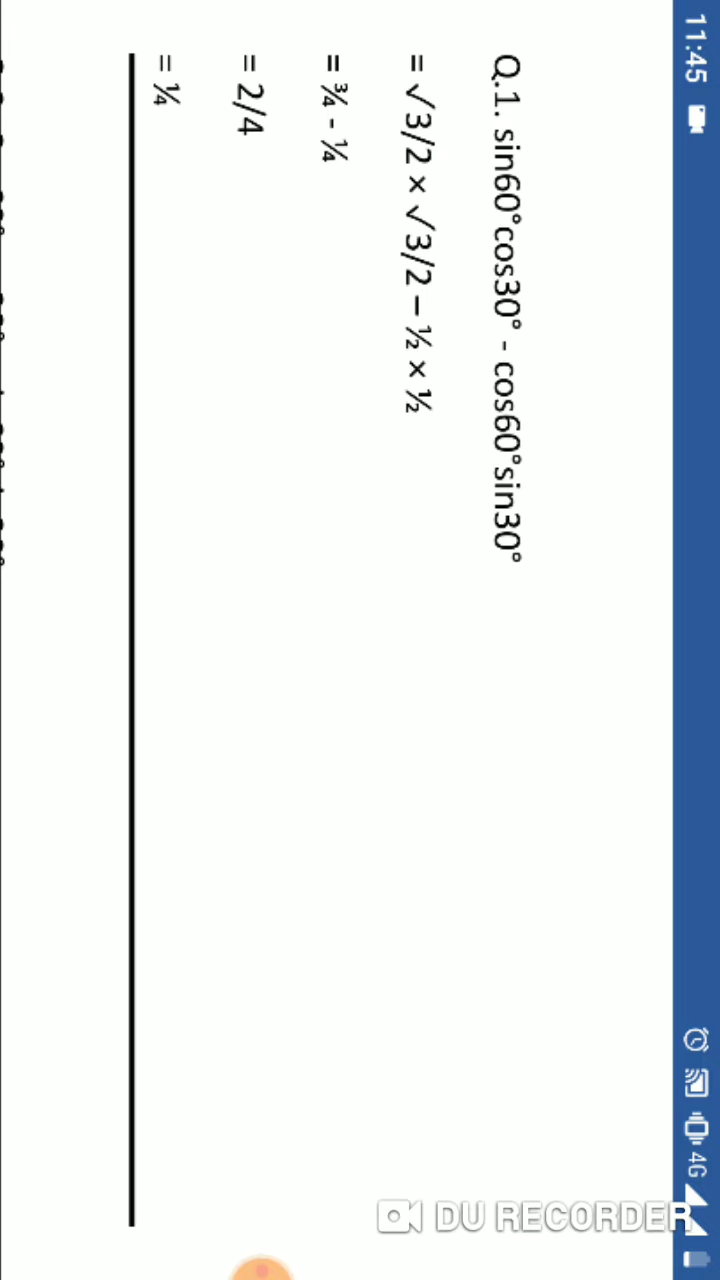 11:45
4G
Q.1. sin60°cos30° - cos60°sin30°
= √3/2 × √3/2 – ½ × ½
= ¾ - ¼
= 2/4
= ¼
DU RECORDER